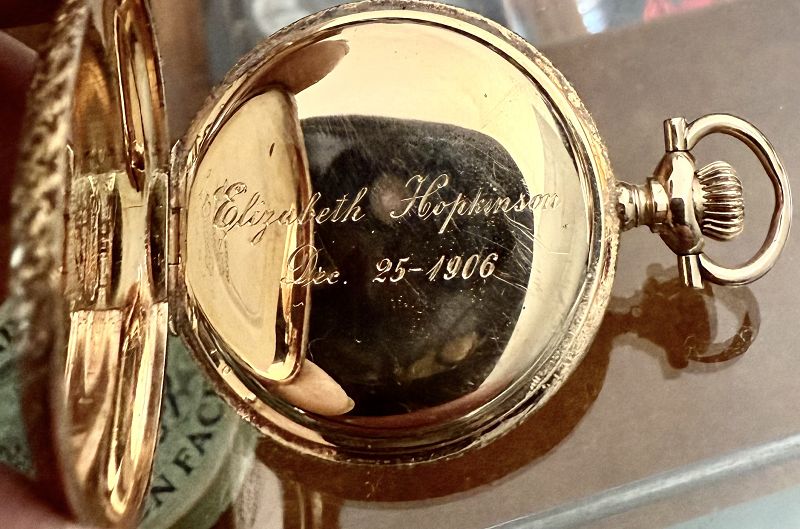 Elizabeth Hopkinson
Dec. 25-1906